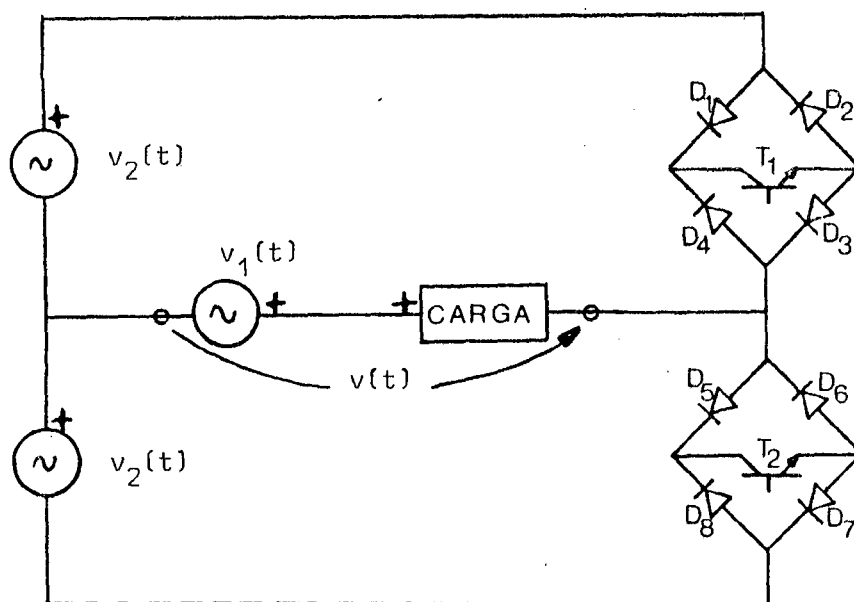 D1
D2
v2(t)
T1
D4
D3
v1(t)
CARGA
v(t)
D5
D6
v2(t)
T2
D8
D7